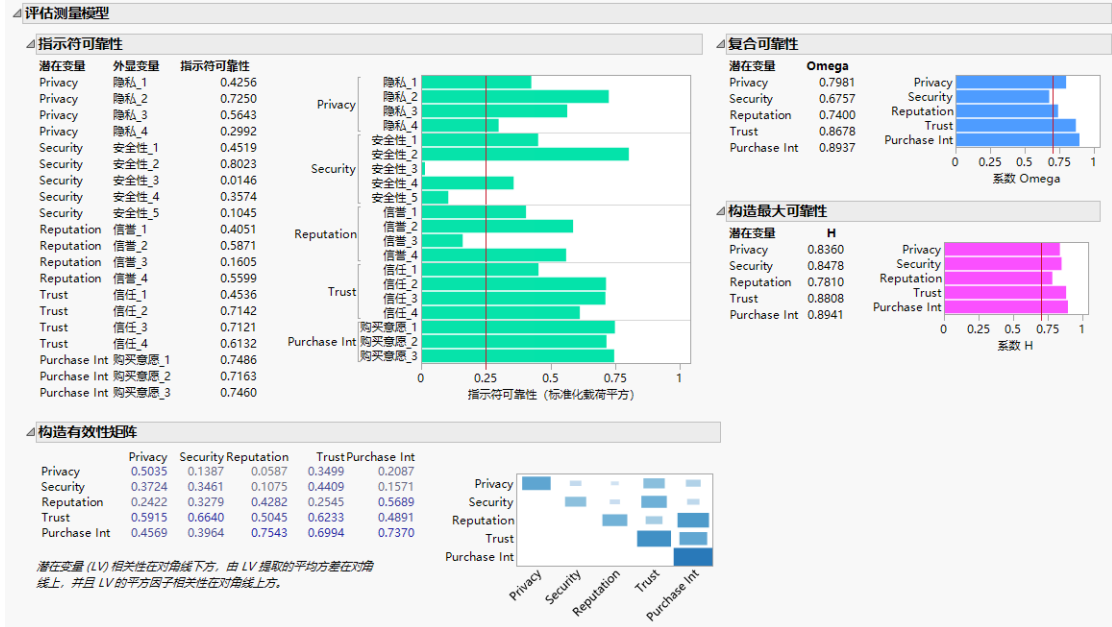 评估测量模型
指示符可靠性
潜在变量 外显变量 指示符可靠性
Privacy 隐私_1 0.4256
Privacy 隐私_2 0.7250
Privacy 隐私_3 0.5643
Privacy 隐私_4 0.2992
Security 安全性_1 0.4519
Security 安全性_2 0.8023
Security 安全性_3 0.0146
Security 安全性_4 0.3574
Security 安全性_5 0.1045
Reputation 信誉_1 0.4051
Reputation 信誉_2 0.5871
Reputation 信誉_3 0.1605
Reputation 信誉_4 0.5599
Trust 信任_1 0.4536
Trust 信任_2 0.7142
Trust 信任_3 0.7121
Trust 信任_4 0.6132
Purchase Int 购买意愿_1 0.7486
Purchase Int 购买意愿_2 0.7163
Purchase Int 购买意愿_3 0.7460
Privacy
隐私_1
隐私_2
隐私_3
隐私_4
Security
安全性_1
安全性_2
安全性_3
安全性_4
安全性_5
Reputation
信誉_1
信誉_2
信誉_3
信誉_4
Trust
信任_1
信任_2
信任_3
信任_4
Purchase Int
购买意愿_1
购买意愿_2
购买意愿_3
0 0.25 0.5 0.75 1
指示符可靠性（标准化载荷平方）
复合可靠性
潜在变量 Omega
Privacy 0.7981
Security 0.6757
Reputation 0.7400
Trust 0.8678
Purchase Int 0.8937
Privacy
Security
Reputation
Trust
Purchase Int
0 0.25 0.5 0.75 1
系数 Omega
构造最大可靠性
潜在变量 H
Privacy 0.8360
Security 0.8478
Reputation 0.7810
Trust 0.8808
Purchase Int 0.8941
Privacy
Security
Reputation
Trust
Purchase Int
0 0.25 0.5 0.75 1
系数 H
构造有效性矩阵
Privacy Security Reputation Trust Purchase Int
Privacy 0.5035 0.1387 0.0587 0.3499 0.2087
Security 0.3724 0.3461 0.1075 0.4409 0.1571
Reputation 0.2422 0.3279 0.4282 0.2545 0.5689
Trust 0.5915 0.6640 0.5045 0.6233 0.4891
Purchase Int 0.4569 0.3964 0.7543 0.6994 0.7370
潜在变量 (LV) 相关性在对角线下方，由 LV 提取的平均方差在对角
线上，并且 LV 的平方因子相关性在对角线上方。
Privacy
Security
Reputation
Trust
Purchase Int
Privacy
Security
Reputation
Trust
Purchase Int